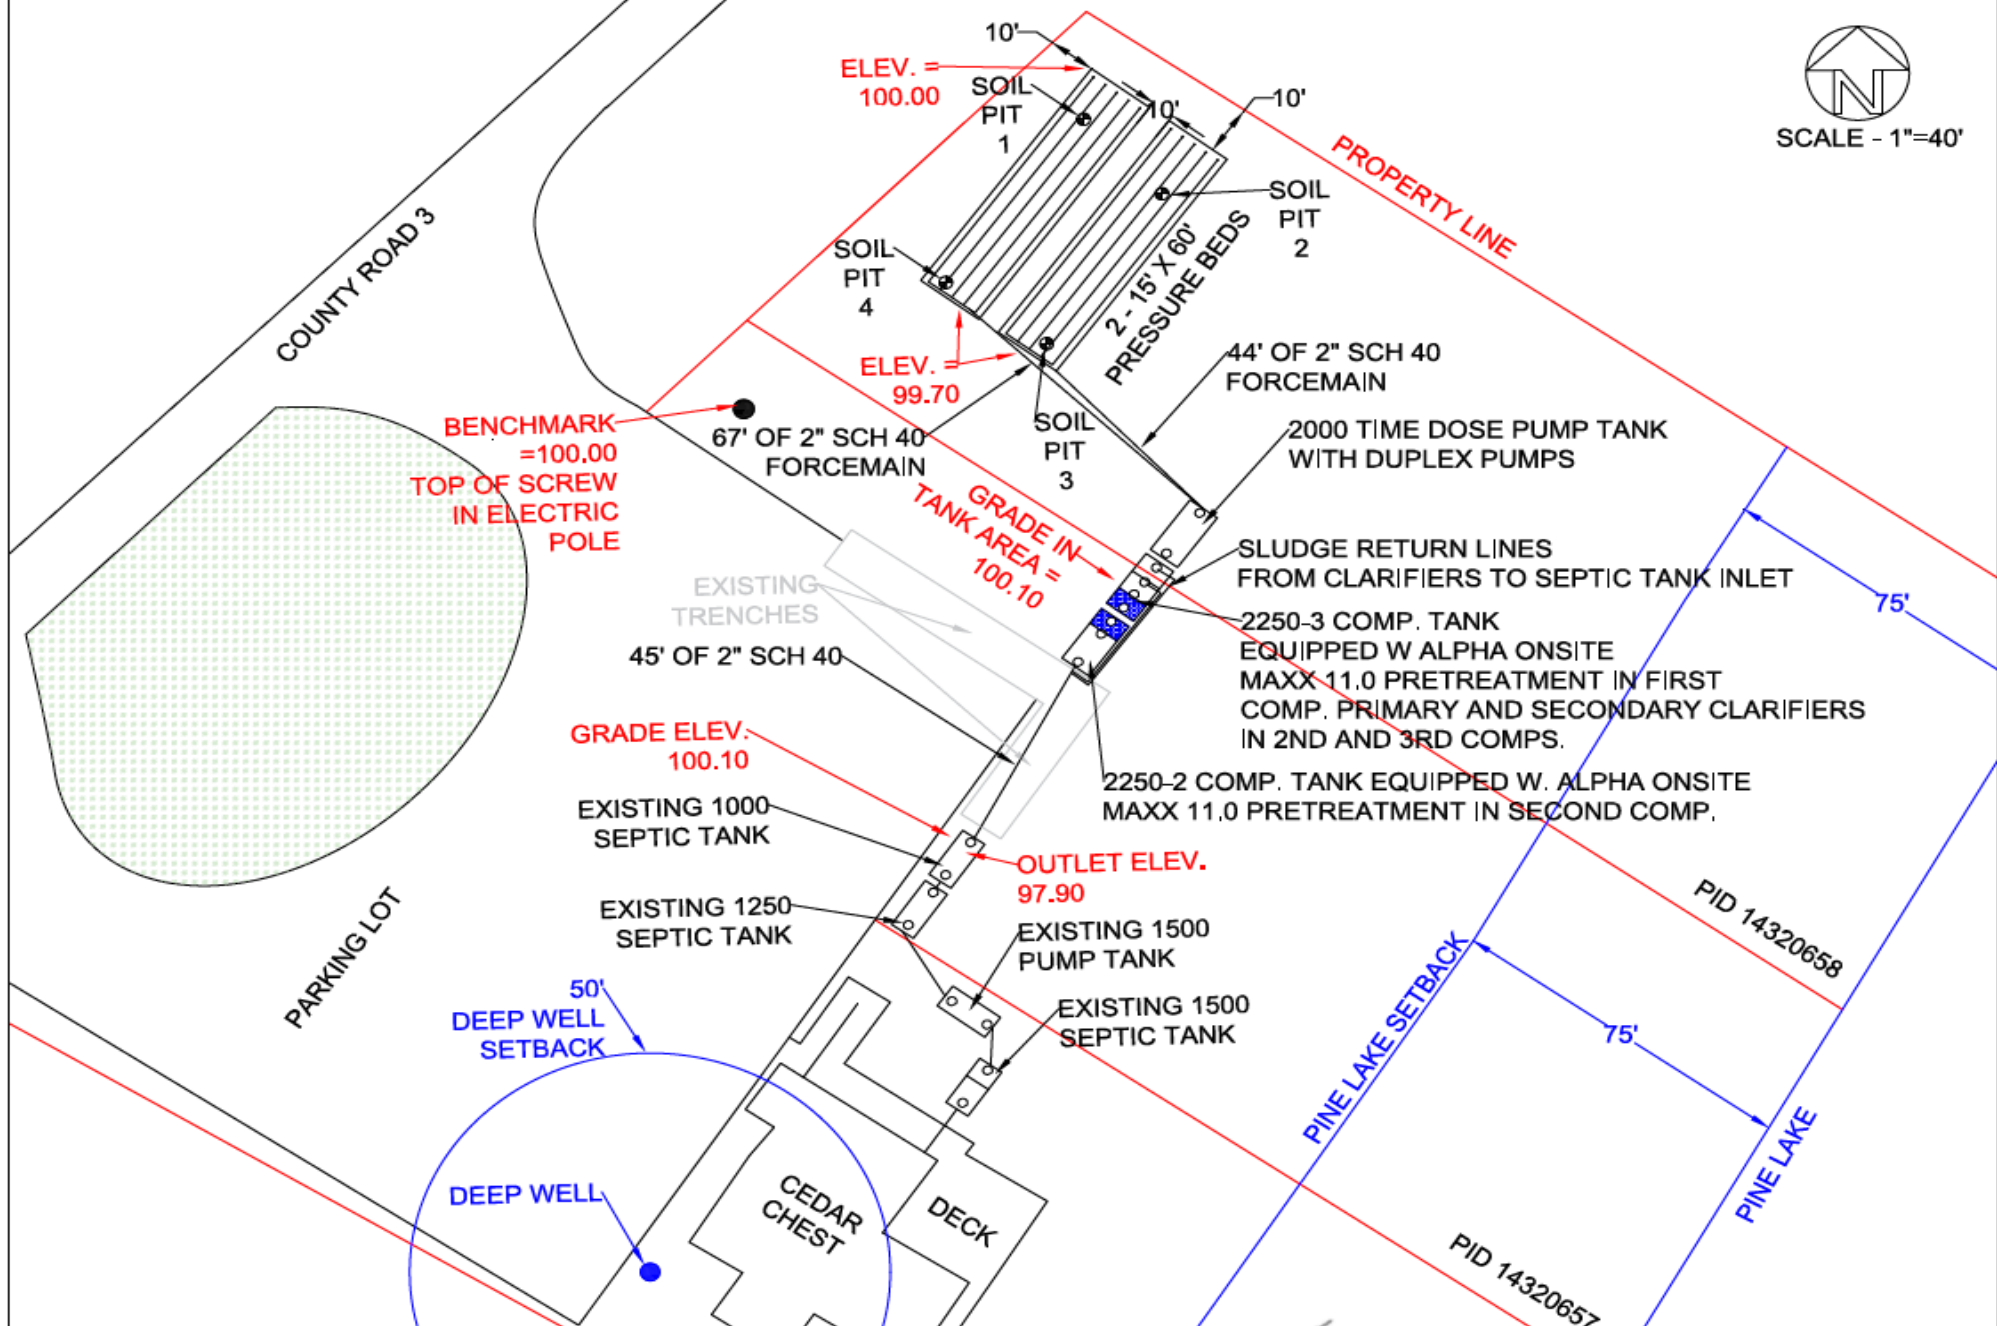 10'
ELEV. =
100.00
SOIL
PIT
1
10'
10'
N
SCALE - 1"=40'
PROPERTY LINE
SOIL
PIT
2
COUNTY ROAD 3
SOIL
PIT
4
2 - 15' X 60'
PRESSURE BEDS
ELEV. =
99.70
44' OF 2" SCH 40
FORCEMAIN
BENCHMARK
=100.00
TOP OF SCREW
IN ELECTRIC
POLE
67' OF 2" SCH 40
FORCEMAIN
SOIL
PIT
3
2000 TIME DOSE PUMP TANK
WITH DUPLEX PUMPS
GRADE IN
TANK AREA =
100.10
SLUDGE RETURN LINES
FROM CLARIFIERS TO SEPTIC TANK INLET
75'
EXISTING
TRENCHES
2250-3 COMP. TANK
EQUIPPED W ALPHA ONSITE
MAXX 11.0 PRETREATMENT IN FIRST
COMP. PRIMARY AND SECONDARY CLARIFIERS
IN 2ND AND 3RD COMPS.
45' OF 2" SCH 40
GRADE ELEV.
100.10
2250-2 COMP. TANK EQUIPPED W. ALPHA ONSITE
MAXX 11.0 PRETREATMENT IN SECOND COMP.
EXISTING 1000
SEPTIC TANK
OUTLET ELEV.
97.90
EXISTING 1250
SEPTIC TANK
EXISTING 1500
PUMP TANK
PID 14320658
PARKING LOT
50'
DEEP WELL
SETBACK
EXISTING 1500
SEPTIC TANK
PINE LAKE SETBACK
75'
PINE LAKE
DEEP WELL
CEDAR
CHEST
DECK
PID 14320657